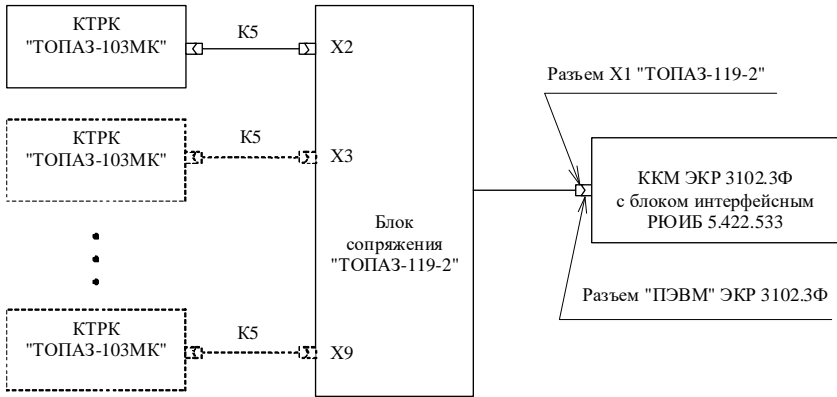 КТРК
"ТОПАЗ-103МК"
К5
X2
КТРК
"ТОПАЗ-103МК"
К5
X3
КТРК
"ТОПАЗ-103МК"
К5
X9
Блок
сопряжения
"ТОПАЗ-119-2"
Разъем X1 "ТОПАЗ-119-2"
ККМ ЭКР 3102.3Ф
с блоком интерфейсным
РЮИБ 5.422.533
Разъем "ПЭВМ" ЭКР 3102.3Ф